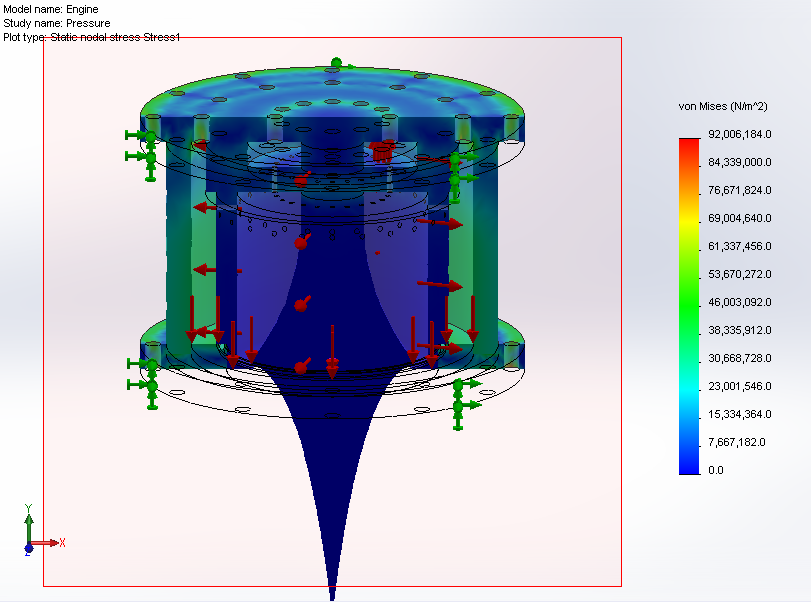 Model name: Engine
Study name: Pressure
Plot type: Static nodal stress Stress1
von Mises (N/m^2)
92,006,184.0
84,339,000.0
76,671,824.0
69,004,640.0
61,337,456.0
53,670,272.0
46,003,092.0
38,335,912.0
30,668,728.0
23,001,546.0
15,334,364.0
7,667,182.0
0.0
Y
X
Z